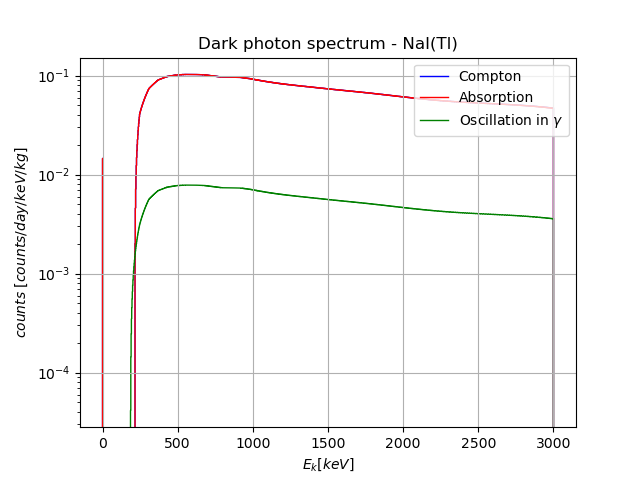 Dark photon spectrum - NaI(Tl)
Compton
Absorption
Oscillation in γ
counts [counts/day/keV/kg]
10⁻¹
10⁻²
10⁻³
10⁻⁴
0 500 1000 1500 2000 2500 3000
E_k[keV]